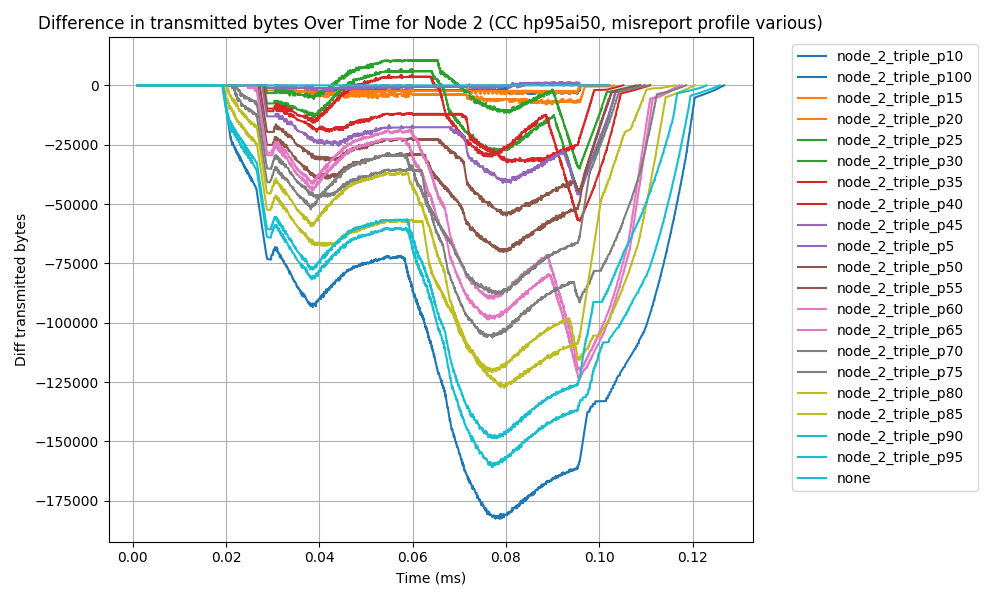 Difference in transmitted bytes Over Time for Node 2 (CC hp95ai50, misreport profile various)
Diff transmitted bytes
0
−25000
−50000
−75000
−100000
−125000
−150000
−175000
0.00 0.02 0.04 0.06 0.08 0.10 0.12
Time (ms)
node_2_triple_p10
node_2_triple_p100
node_2_triple_p15
node_2_triple_p20
node_2_triple_p25
node_2_triple_p30
node_2_triple_p35
node_2_triple_p40
node_2_triple_p45
node_2_triple_p5
node_2_triple_p50
node_2_triple_p55
node_2_triple_p60
node_2_triple_p65
node_2_triple_p70
node_2_triple_p75
node_2_triple_p80
node_2_triple_p85
node_2_triple_p90
node_2_triple_p95
none